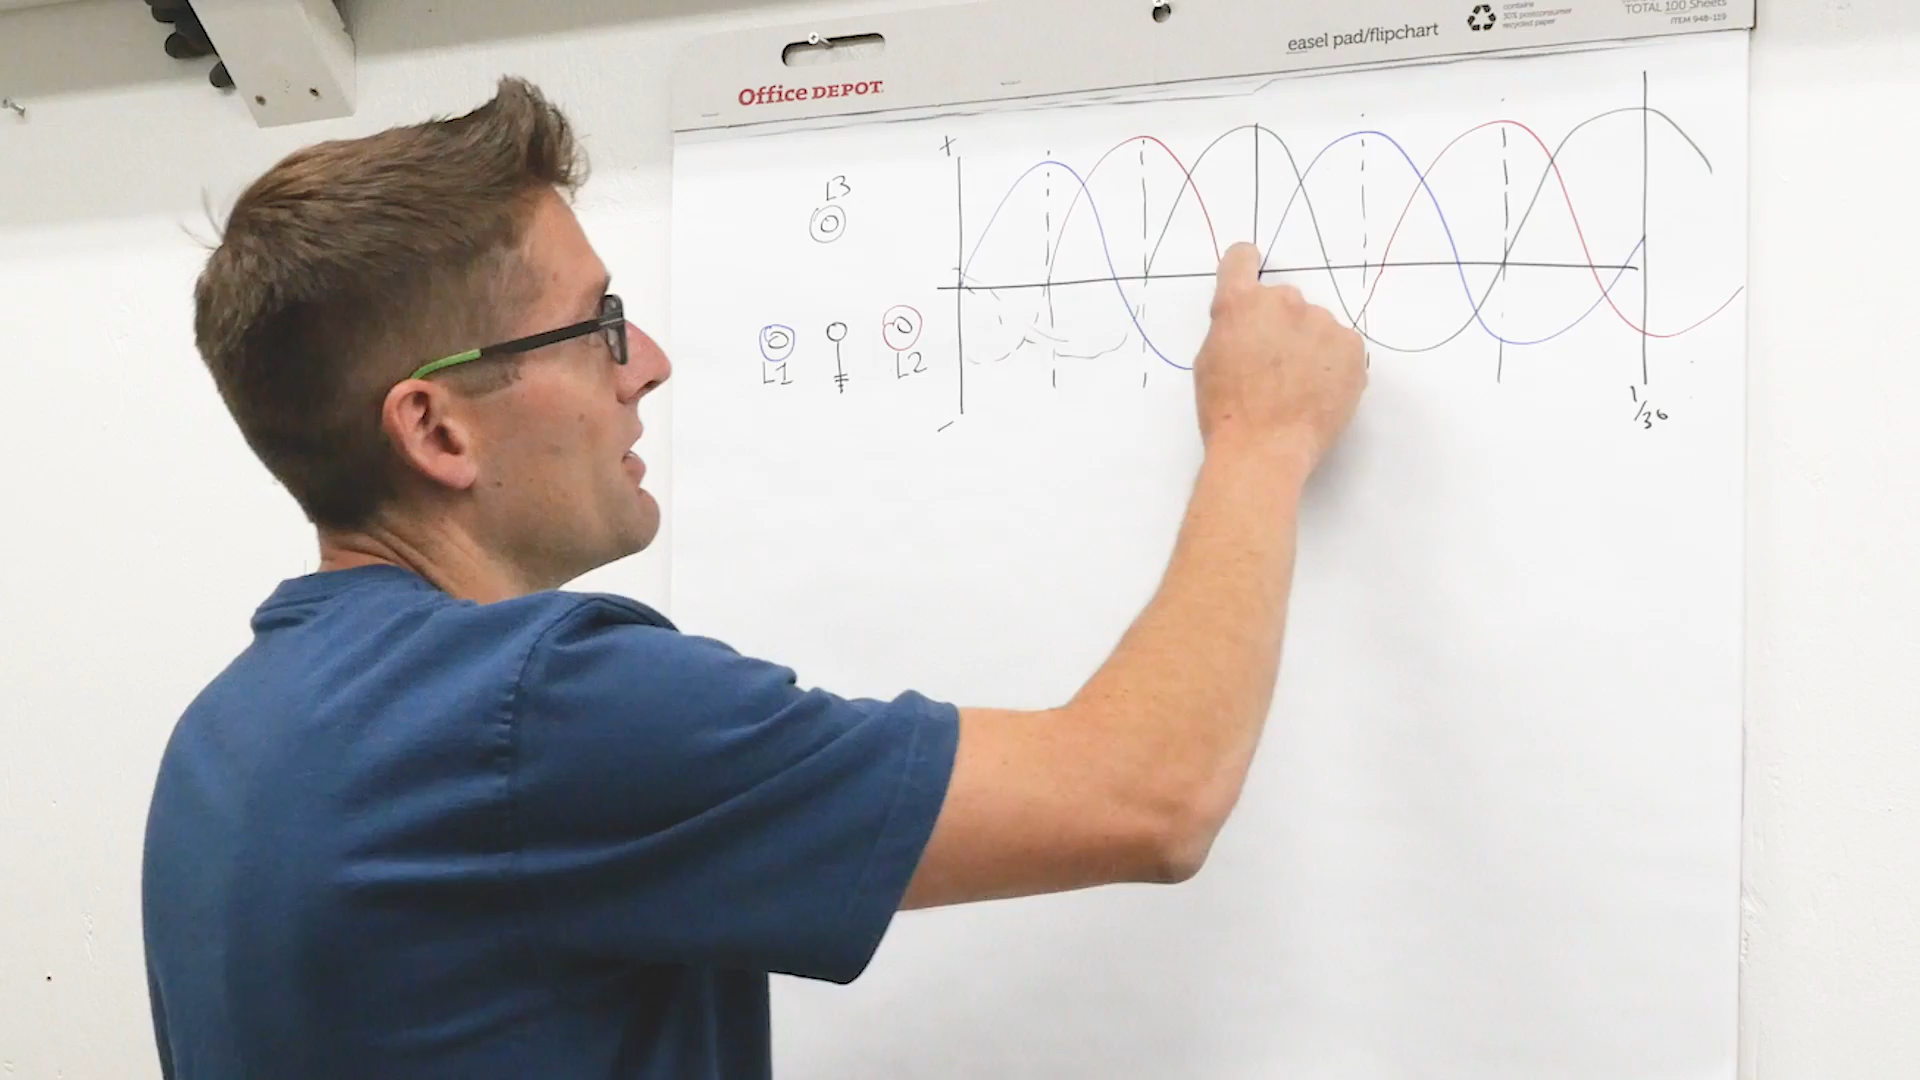 Office DEPOT
easel pad/flipchart
contains
30% postconsumer
recycled paper
TOTAL 100 Sheets
ITEM 948-119
+
L3
L1
L2
-
1/30